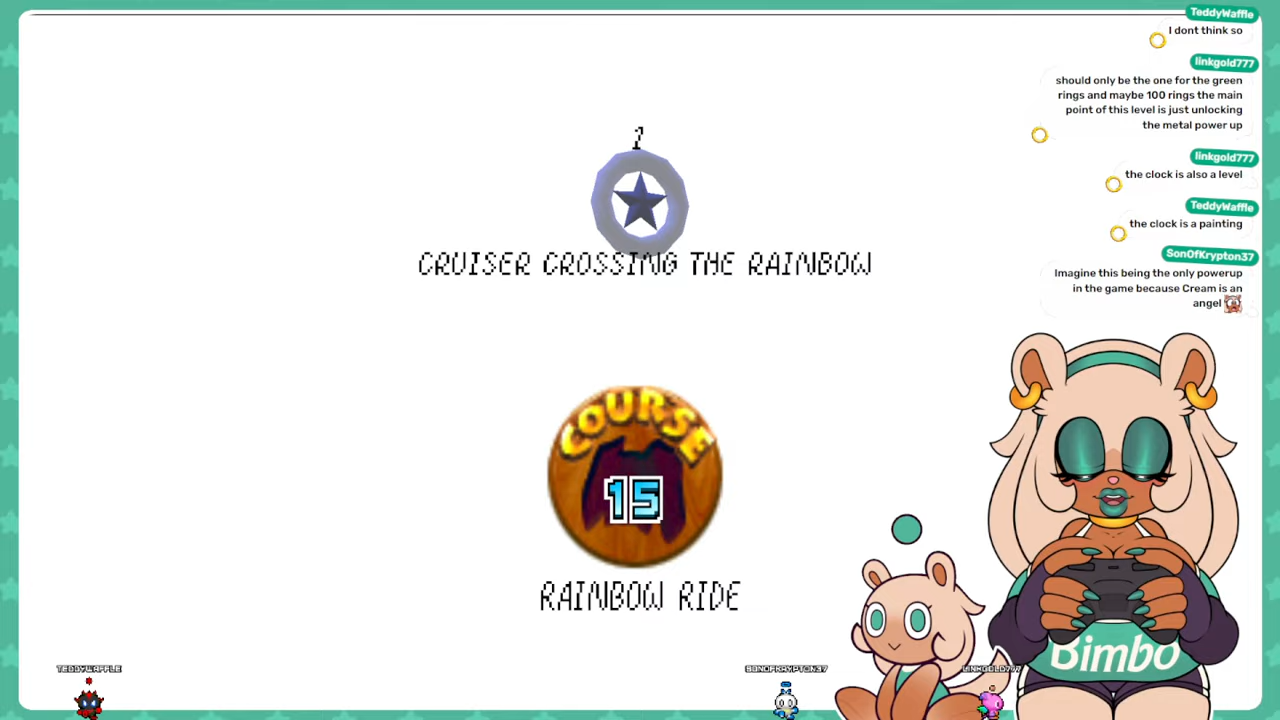 1
CRUISER CROSSING THE RAINBOW
COURSE
15
RAINBOW RIDE
TeddyWaffle
I dont think so
linkgold777
should only be the one for the green
rings and maybe 100 rings the main
point of this level is just unlocking
the metal power up
linkgold777
the clock is also a level
TeddyWaffle
the clock is a painting
SonOfKrypton37
Imagine this being the only powerup
in the game because Cream is an
angel
Bimbo
TEDDYWAFFLE
SONOFKRYPTON37
LINKGOLD777